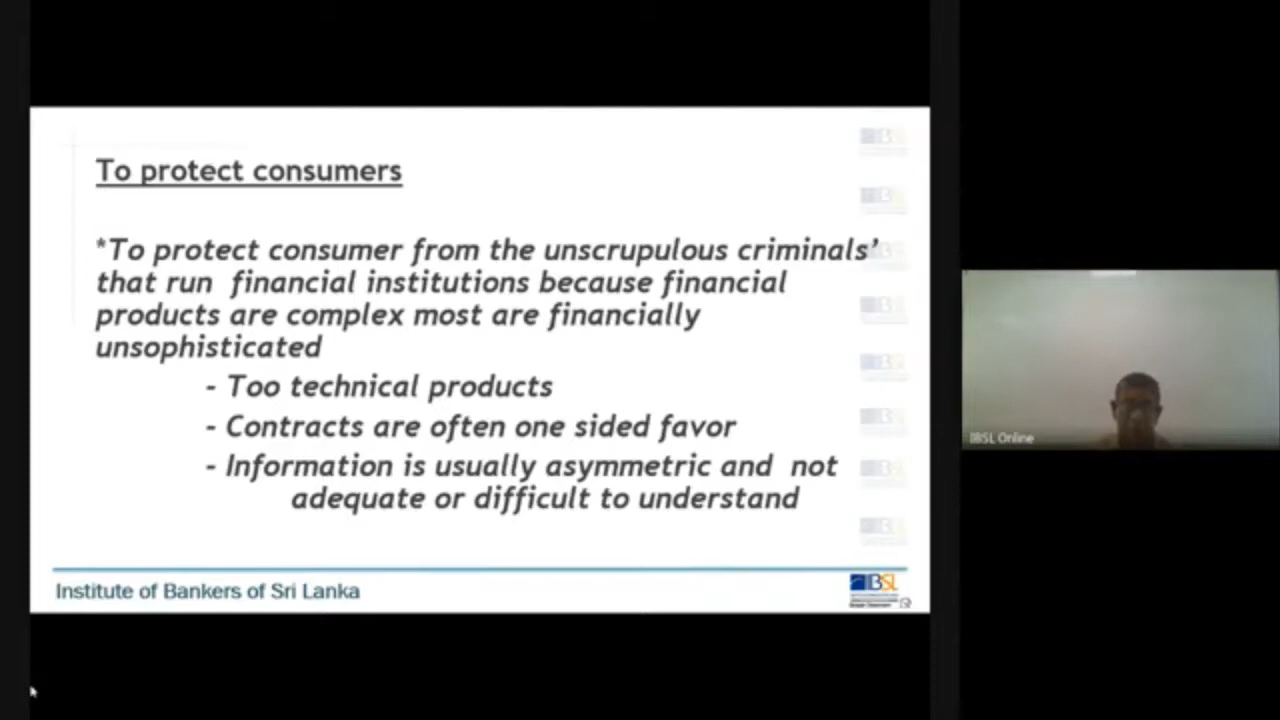 To protect consumers
*To protect consumer from the unscrupulous criminals’
that run financial institutions because financial
products are complex most are financially
unsophisticated
- Too technical products
- Contracts are often one sided favor
- Information is usually asymmetric and not
adequate or difficult to understand
Institute of Bankers of Sri Lanka
IBSL
IBSL Online